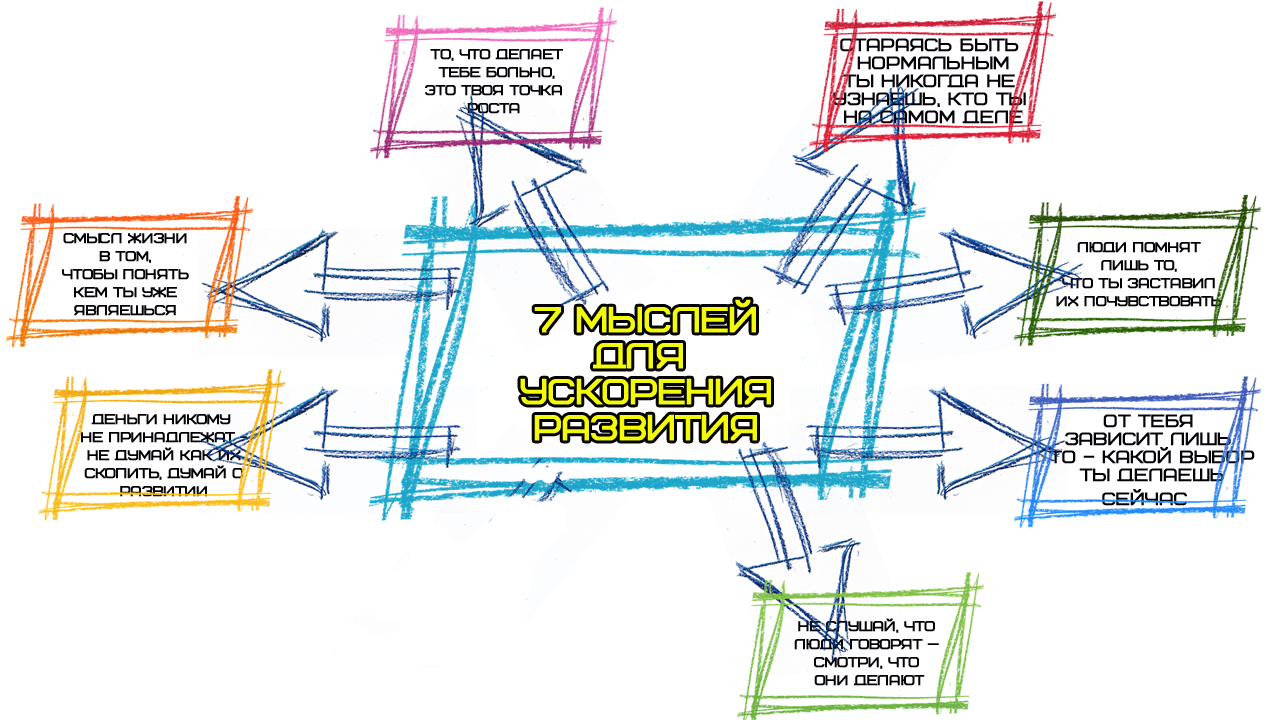 ТО, ЧТО ДЕЛАЕТ
ТЕБЕ БОЛЬНО,
ЭТО ТВОЯ ТОЧКА
РОСТА
СТАРАЯСЬ БЫТЬ
НОРМАЛЬНЫМ
ТЫ НИКОГДА НЕ
УЗНАЕШЬ, КТО ТЫ
НА САМОМ ДЕЛЕ
СМЫСЛ ЖИЗНИ
В ТОМ,
ЧТОБЫ ПОНЯТЬ
КЕМ ТЫ УЖЕ
ЯВЛЯЕШЬСЯ
ЛЮДИ ПОМНЯТ
ЛИШЬ ТО,
ЧТО ТЫ ЗАСТАВИЛ
ИХ ПОЧУВСТВОВАТЬ
7 МЫСЛЕЙ
ДЛЯ
УСКОРЕНИЯ
РАЗВИТИЯ
ДЕНЬГИ НИКОМУ
НЕ ПРИНАДЛЕЖАТ –
НЕ ДУМАЙ КАК ИХ
СКОПИТЬ, ДУМАЙ О
РАЗВИТИИ
ОТ ТЕБЯ
ЗАВИСИТ ЛИШЬ
ТО – КАКОЙ ВЫБОР
ТЫ ДЕЛАЕШЬ
СЕЙЧАС
НЕ СЛУШАЙ, ЧТО
ЛЮДИ ГОВОРЯТ –
СМОТРИ, ЧТО
ОНИ ДЕЛАЮТ